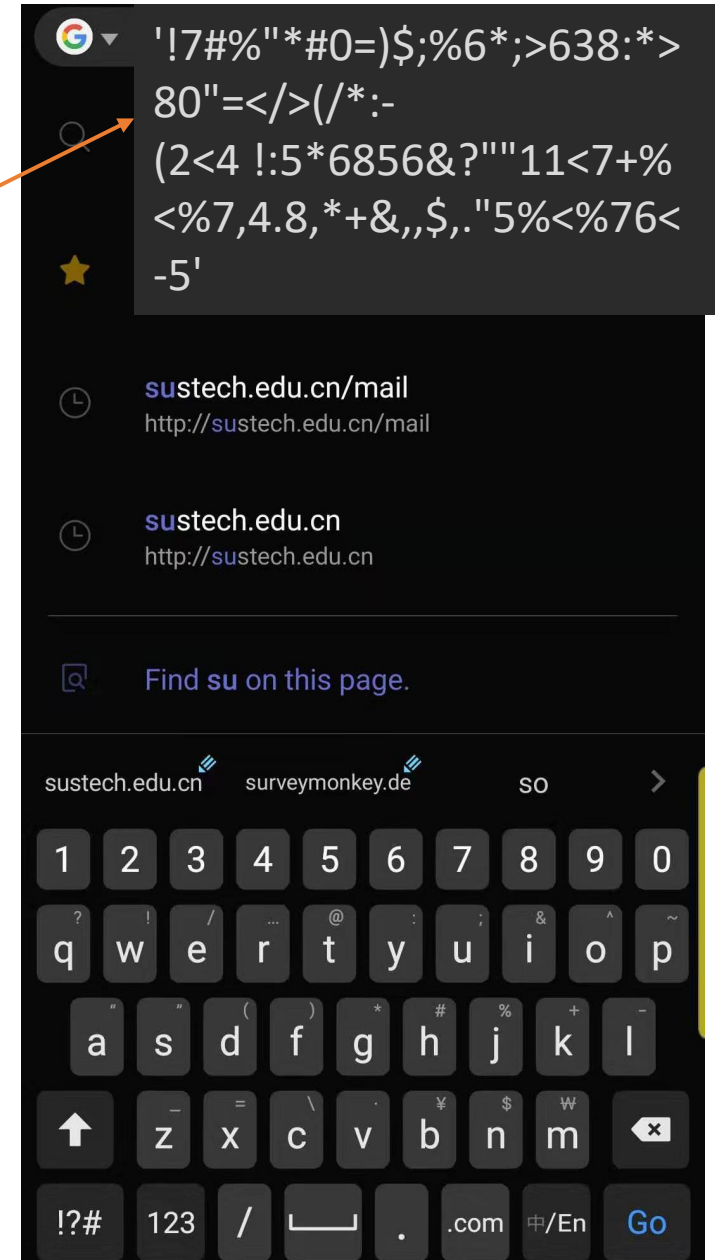 '!7#%"*#0=)$;%6*;>638:*>
80"=</>(/*:-
(2<4 !:5*6856&?""11<7+%
<%7,4.8,*+&,,$,."5%<%76<
-5'
sustech.edu.cn/mail
http://sustech.edu.cn/mail
sustech.edu.cn
http://sustech.edu.cn
Find su on this page.
sustech.edu.cn surveymonkey.de so >
1 2 3 4 5 6 7 8 9 0
? ! / ... @ : ; & ^ ~
q w e r t y u i o p
" " ( ) * # % + -
a s d f g h j k l
_ = \ · ¥ $ ₩
z x c v b n m
!?# 123 / . .com 中/En Go